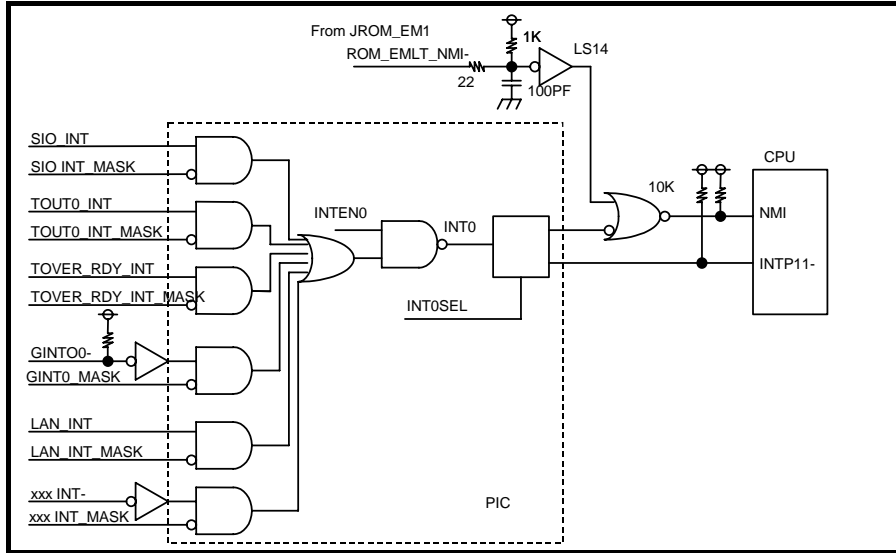 From JROM_EM1
1K
LS14
ROM_EMLT_NMI-
22
100PF
SIO_INT
SIO INT_MASK
TOUT0_INT
TOUT0_INT_MASK
TOVER_RDY_INT
TOVER_RDY_INT_MASK
GINTO0-
GINT0_MASK
LAN_INT
LAN_INT_MASK
xxx INT-
xxx INT_MASK
INTEN0
INT0
INT0SEL
PIC
10K
CPU
NMI
INTP11-